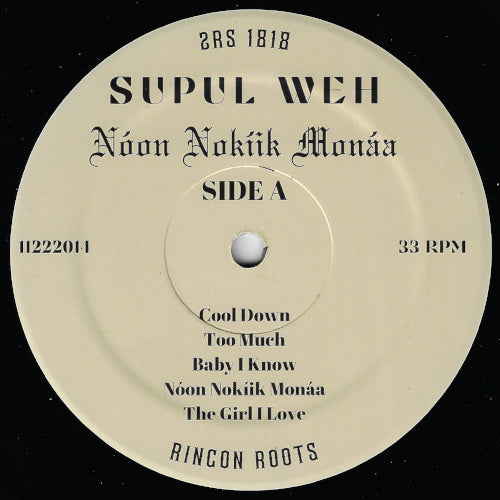 2RS 1818
SUPUL WEH
Nóon Nokíik Monáa
SIDE A
11222014
33 RPM
Cool Down
Too Much
Baby I Know
Nóon Nokíik Monáa
The Girl I Love
RINCON ROOTS